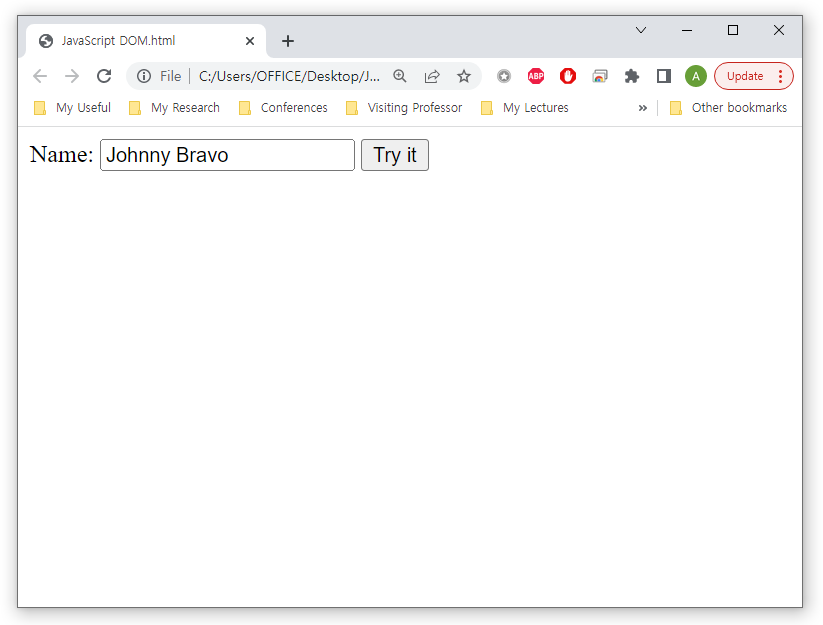 JavaScript DOM.html
File C:/Users/OFFICE/Desktop/J... ABP A Update
My Useful My Research Conferences Visiting Professor My Lectures » Other bookmarks
Name: Johnny Bravo Try it